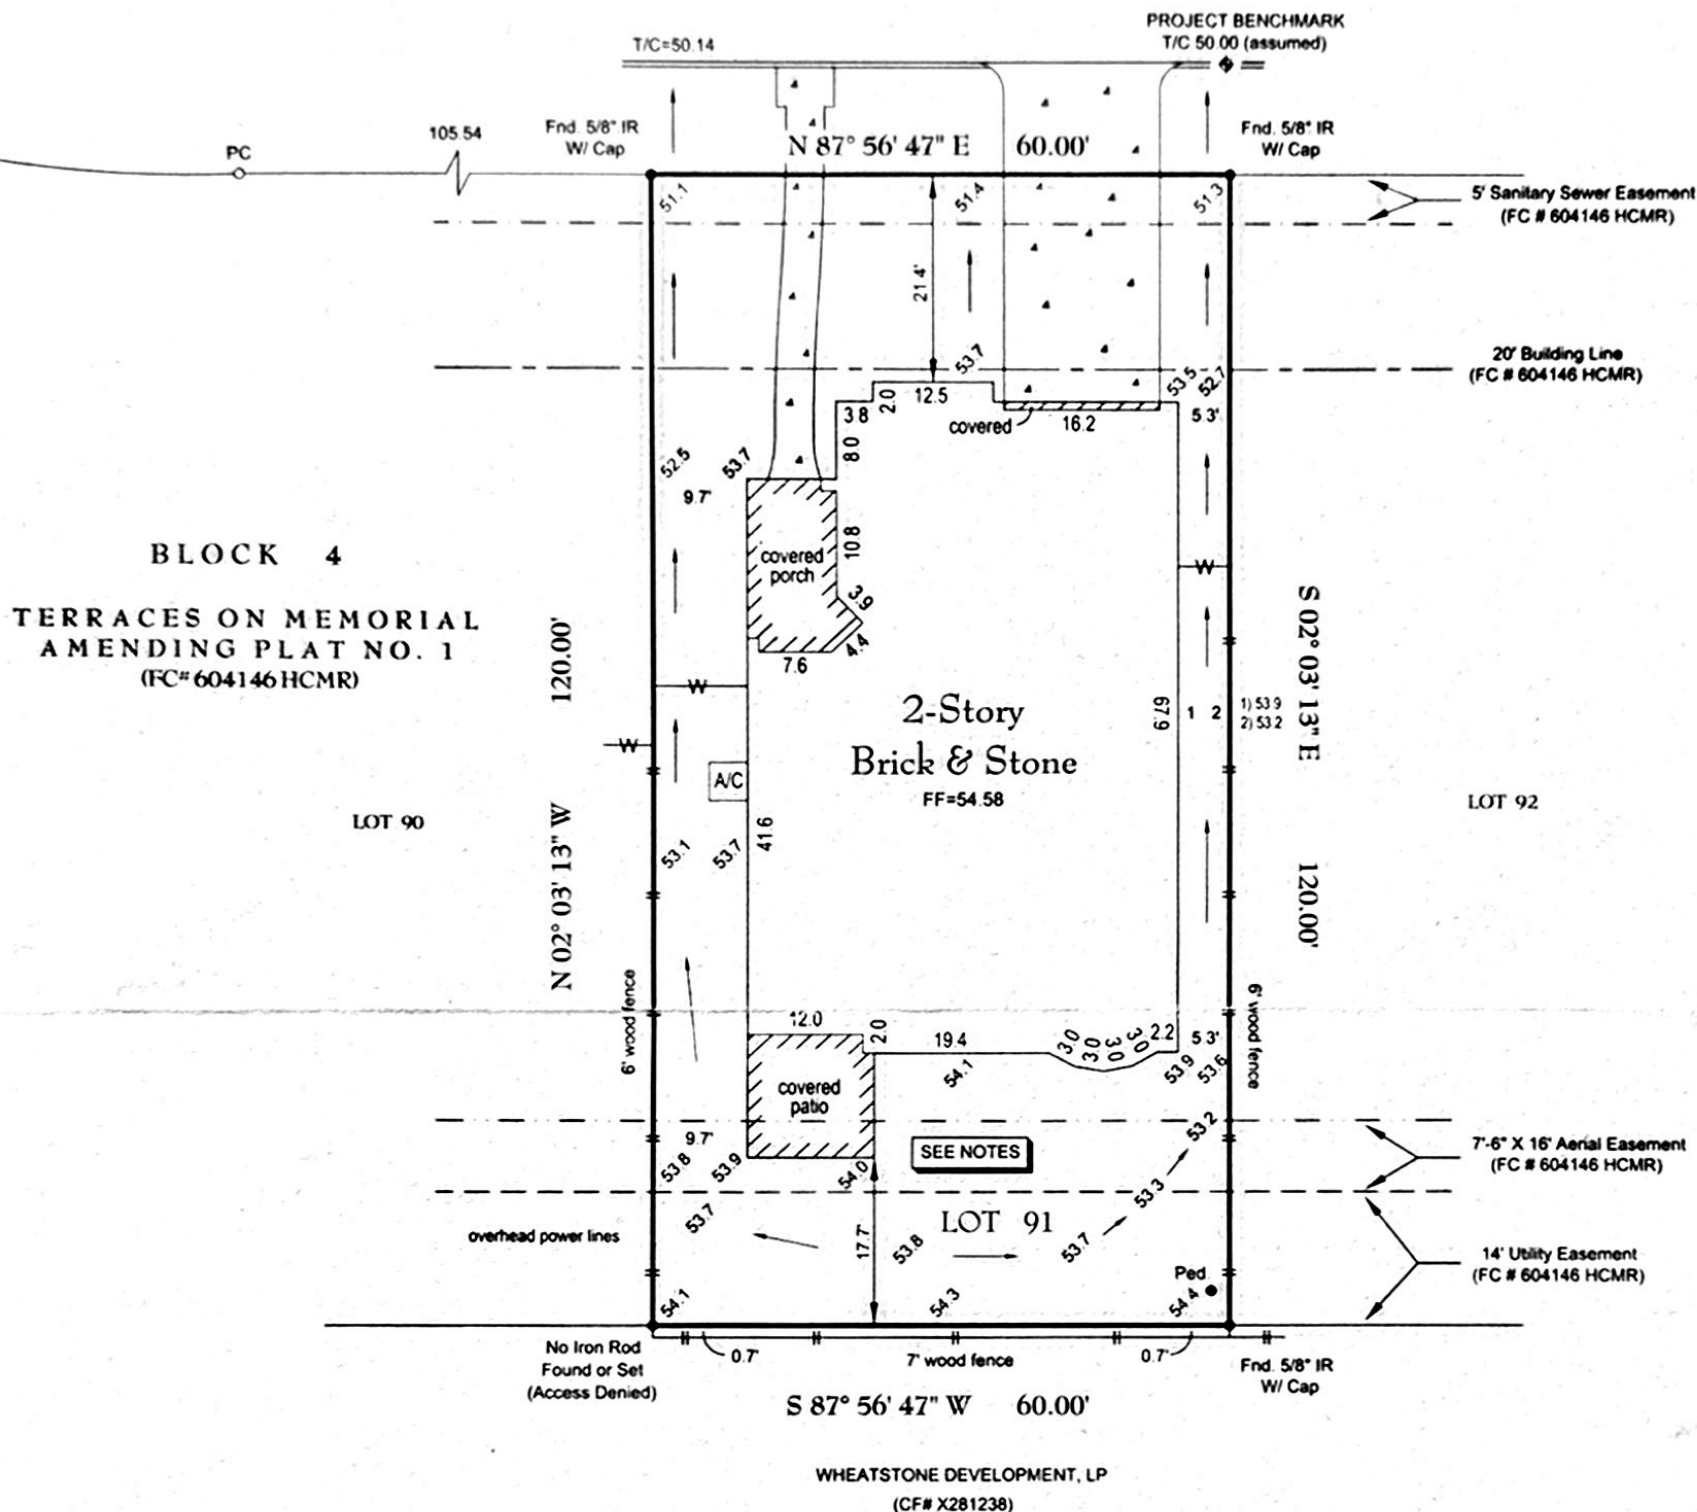 PROJECT BENCHMARK
T/C=50.14
T/C 50.00 (assumed)
105.54
Fnd. 5/8" IR
W/ Cap
PC
N 87° 56' 47" E 60.00'
Fnd. 5/8" IR
W/ Cap
51.1
51.4
51.3
5' Sanitary Sewer Easement
(FC # 604146 HCMR)
21.4'
53.7
53.5
52.7
20' Building Line
(FC # 604146 HCMR)
12.5
2.0
3.8
5.3'
covered
16.2
8.0
52.5
53.7
9.7'
BLOCK 4
TERRACES ON MEMORIAL
AMENDING PLAT NO. 1
(FC# 604146 HCMR)
covered
porch
10.8
3.9
4.4
7.6
W
W
W
120.00'
N 02° 03' 13" W
S 02° 03' 13" E
120.00'
2-Story
Brick & Stone
FF=54.58
67.9
1 2
1) 53.9
2) 53.2
A/C
41.6
LOT 90
LOT 92
53.1
53.7
6' wood fence
6' wood fence
12.0
2.0
19.4
3.0
3.0
3.0
3.0
2.2
5.3'
54.1
53.9
53.6
covered
patio
53.2
9.7'
53.8
53.9
54.0
SEE NOTES
7'-6" X 16' Aerial Easement
(FC # 604146 HCMR)
53.3
53.7
LOT 91
overhead power lines
17.7'
53.8
53.7
14' Utility Easement
(FC # 604146 HCMR)
Ped.
54.1
54.3
54.4
No Iron Rod
Found or Set
(Access Denied)
0.7'
7' wood fence
0.7'
Fnd. 5/8" IR
W/ Cap
S 87° 56' 47" W 60.00'
WHEATSTONE DEVELOPMENT, LP
(CF# X281238)